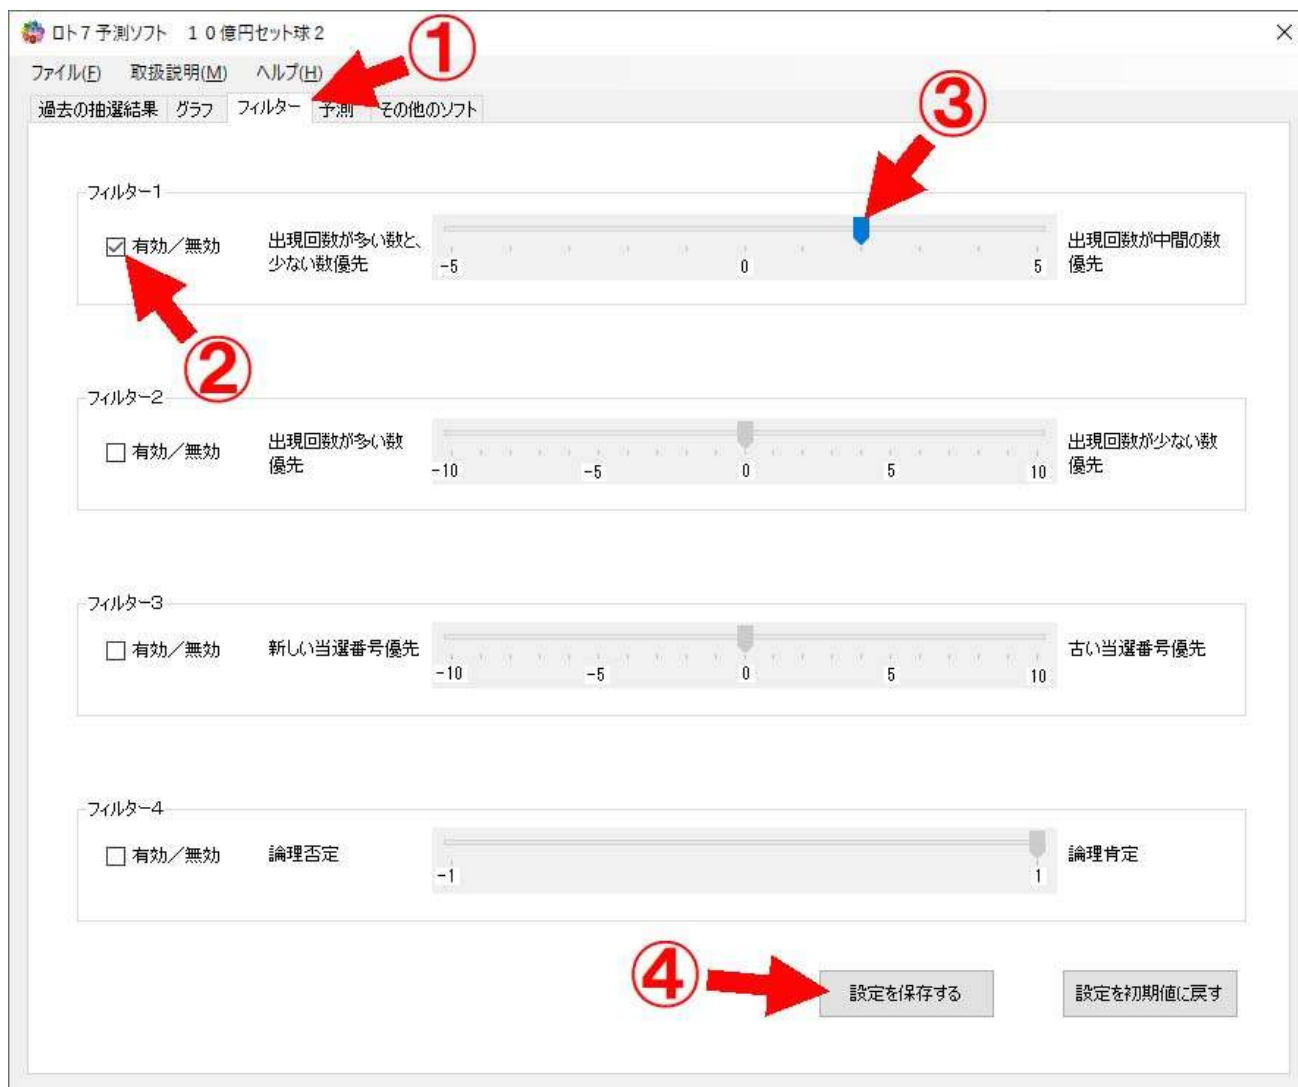 ロト7予測ソフト　10億円セット球2
ファイル(F)　取扱説明(M)　ヘルプ(H)
①
過去の抽選結果　グラフ　フィルター　予測　その他のソフト
③
フィルター1
有効／無効
出現回数が多い数と、
少ない数優先
-5　0　5
出現回数が中間の数
優先
②
フィルター2
有効／無効
出現回数が多い数
優先
-10　-5　0　5　10
出現回数が少ない数
優先
フィルター3
有効／無効
新しい当選番号優先
-10　-5　0　5　10
古い当選番号優先
フィルター4
有効／無効
論理否定
-1　1
論理肯定
④
設定を保存する
設定を初期値に戻す